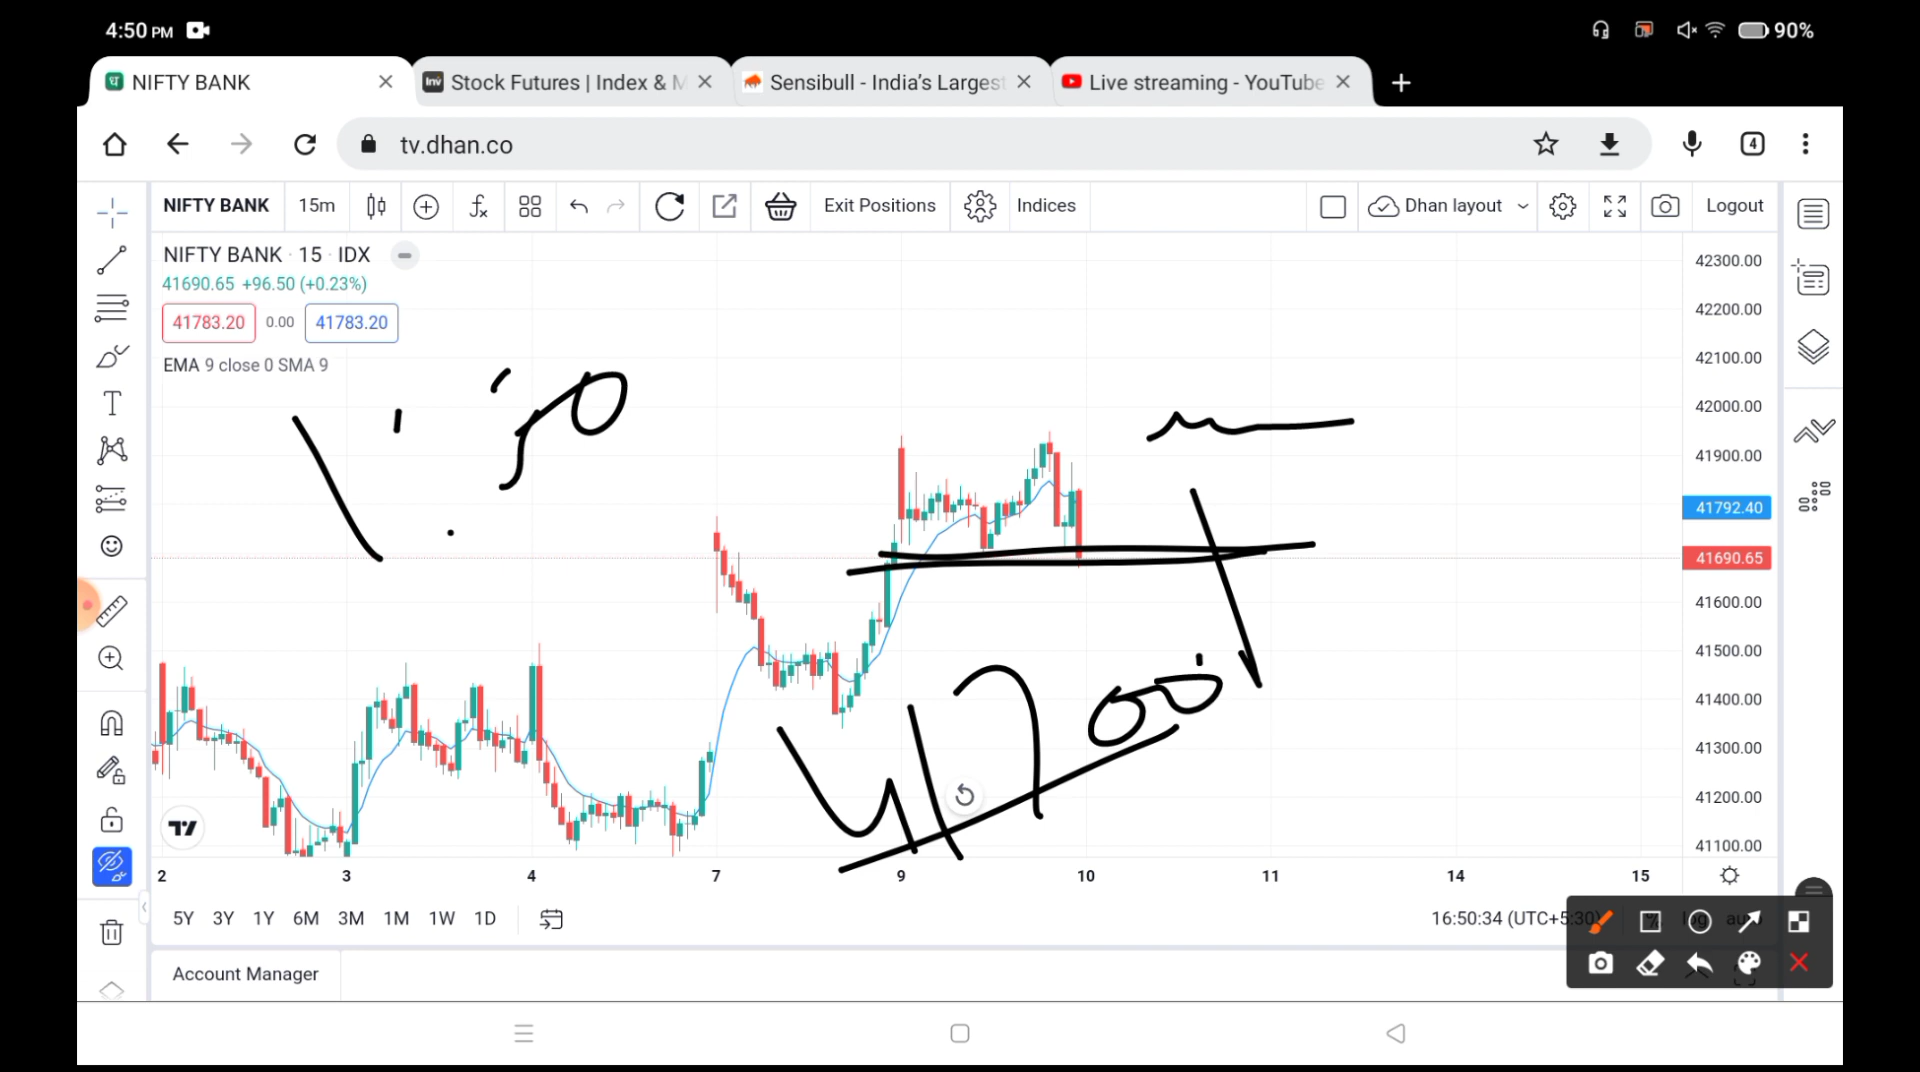 4:50 PM 90%
NIFTY BANK Stock Futures | Index & M Sensibull - India's Largest Live streaming - YouTube
tv.dhan.co 4
NIFTY BANK 15m Exit Positions Indices Dhan layout Logout
NIFTY BANK · 15 · IDX
41690.65 +96.50 (+0.23%)
41783.20 0.00 41783.20
EMA 9 close 0 SMA 9
42300.00
42200.00
42100.00
42000.00
41900.00
41792.40
41690.65
41600.00
41500.00
41400.00
41300.00
41200.00
41100.00
41700
2 3 4 7 9 10 11 14 15
5Y 3Y 1Y 6M 3M 1M 1W 1D 16:50:34 (UTC+5:30)
Account Manager